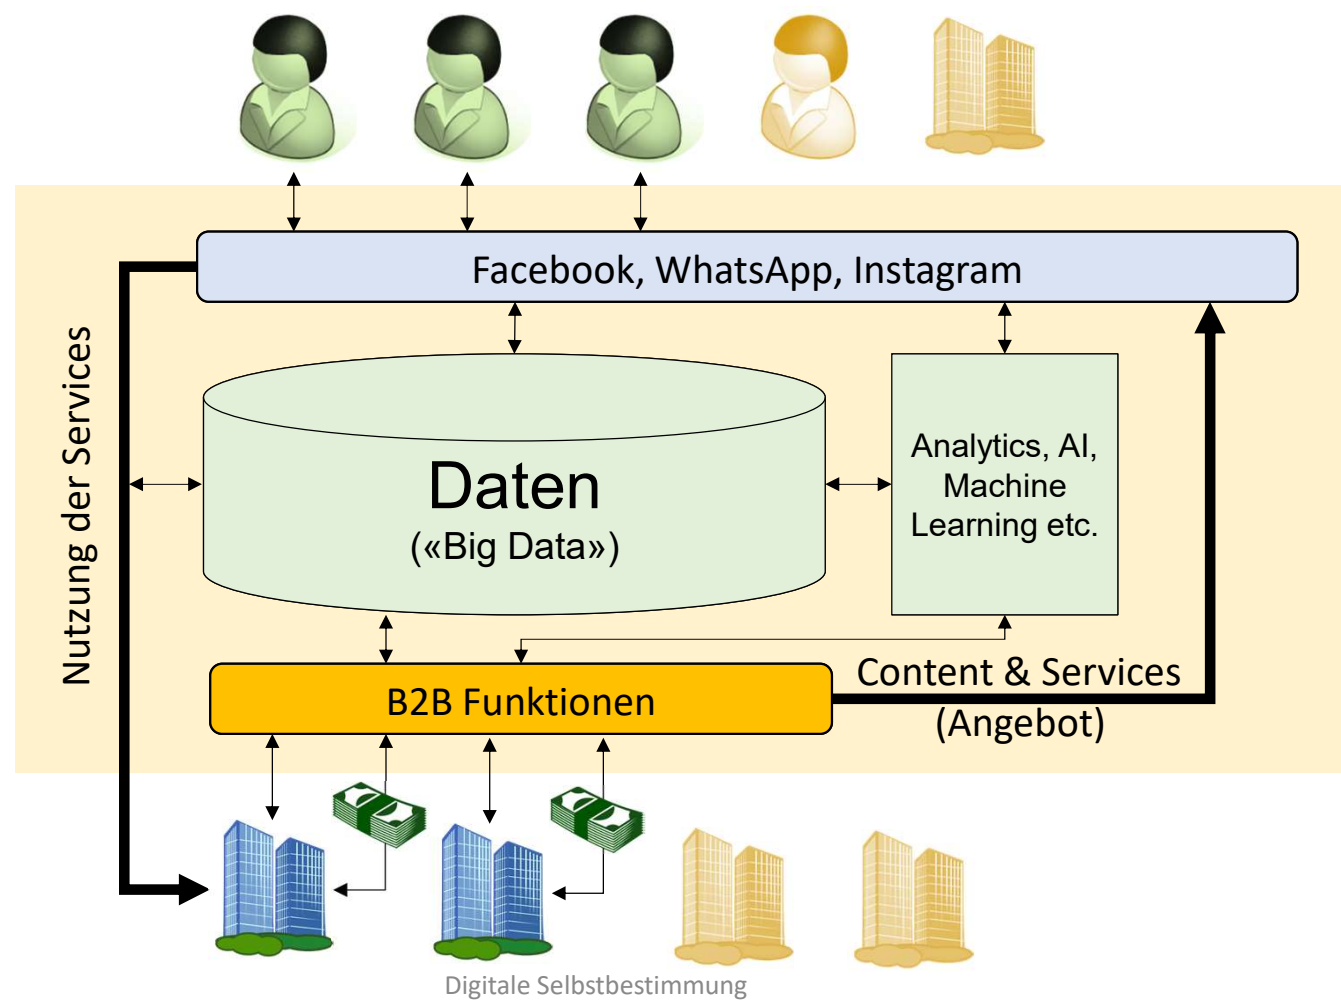 Facebook, WhatsApp, Instagram
Nutzung der Services
Daten
(«Big Data»)
Analytics, AI,
Machine
Learning etc.
B2B Funktionen
Content & Services
(Angebot)
Digitale Selbstbestimmung